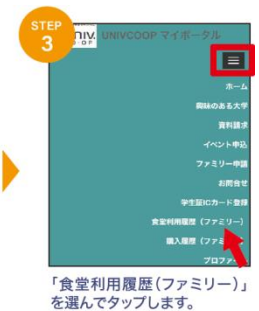 STEP
3
UNIV.
CO·OP
UNIVCOOP マイポータル
ホーム
興味のある大学
資料請求
イベント申込
ファミリー申請
お問合せ
学生証ICカード登録
食堂利用履歴（ファミリー）
購入履歴（ファミ
プロファ
「食堂利用履歴（ファミリー）」
を選んでタップします。